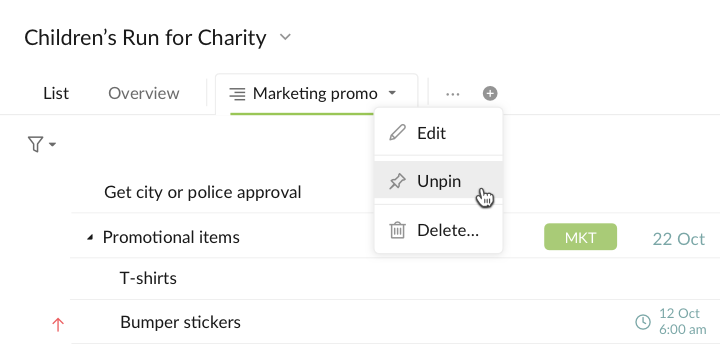 Children’s Run for Charity
List Overview Marketing promo ...
Edit
Unpin
Delete...
Get city or police approval
Promotional items MKT 22 Oct
T-shirts
Bumper stickers 12 Oct
6:00 am